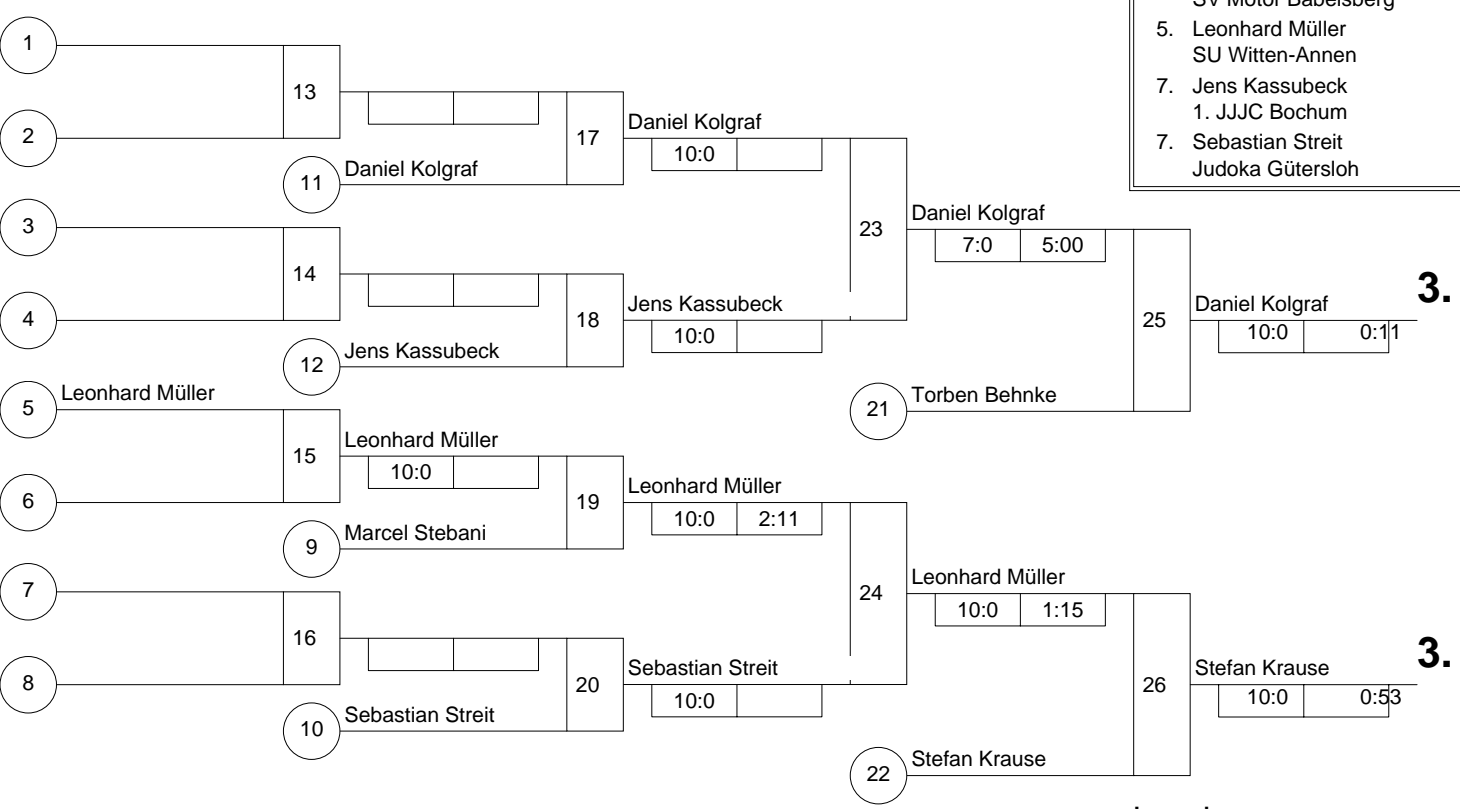 SV Motor Babelsberg
5. Leonhard Müller
SU Witten-Annen
7. Jens Kassubeck
1. JJJC Bochum
7. Sebastian Streit
Judoka Gütersloh
1
13
2
17
Daniel Kolgraf
10:0
11
Daniel Kolgraf
3
23
Daniel Kolgraf
7:0 5:00
14
4
18
Jens Kassubeck
10:0
12
Jens Kassubeck
25
Daniel Kolgraf
3.
10:0 0:11
5
Leonhard Müller
21
Torben Behnke
15
Leonhard Müller
10:0
6
19
Leonhard Müller
10:0 2:11
9
Marcel Stebani
7
24
Leonhard Müller
10:0 1:15
16
8
20
Sebastian Streit
10:0
10
Sebastian Streit
26
Stefan Krause
3.
10:0 0:53
22
Stefan Krause